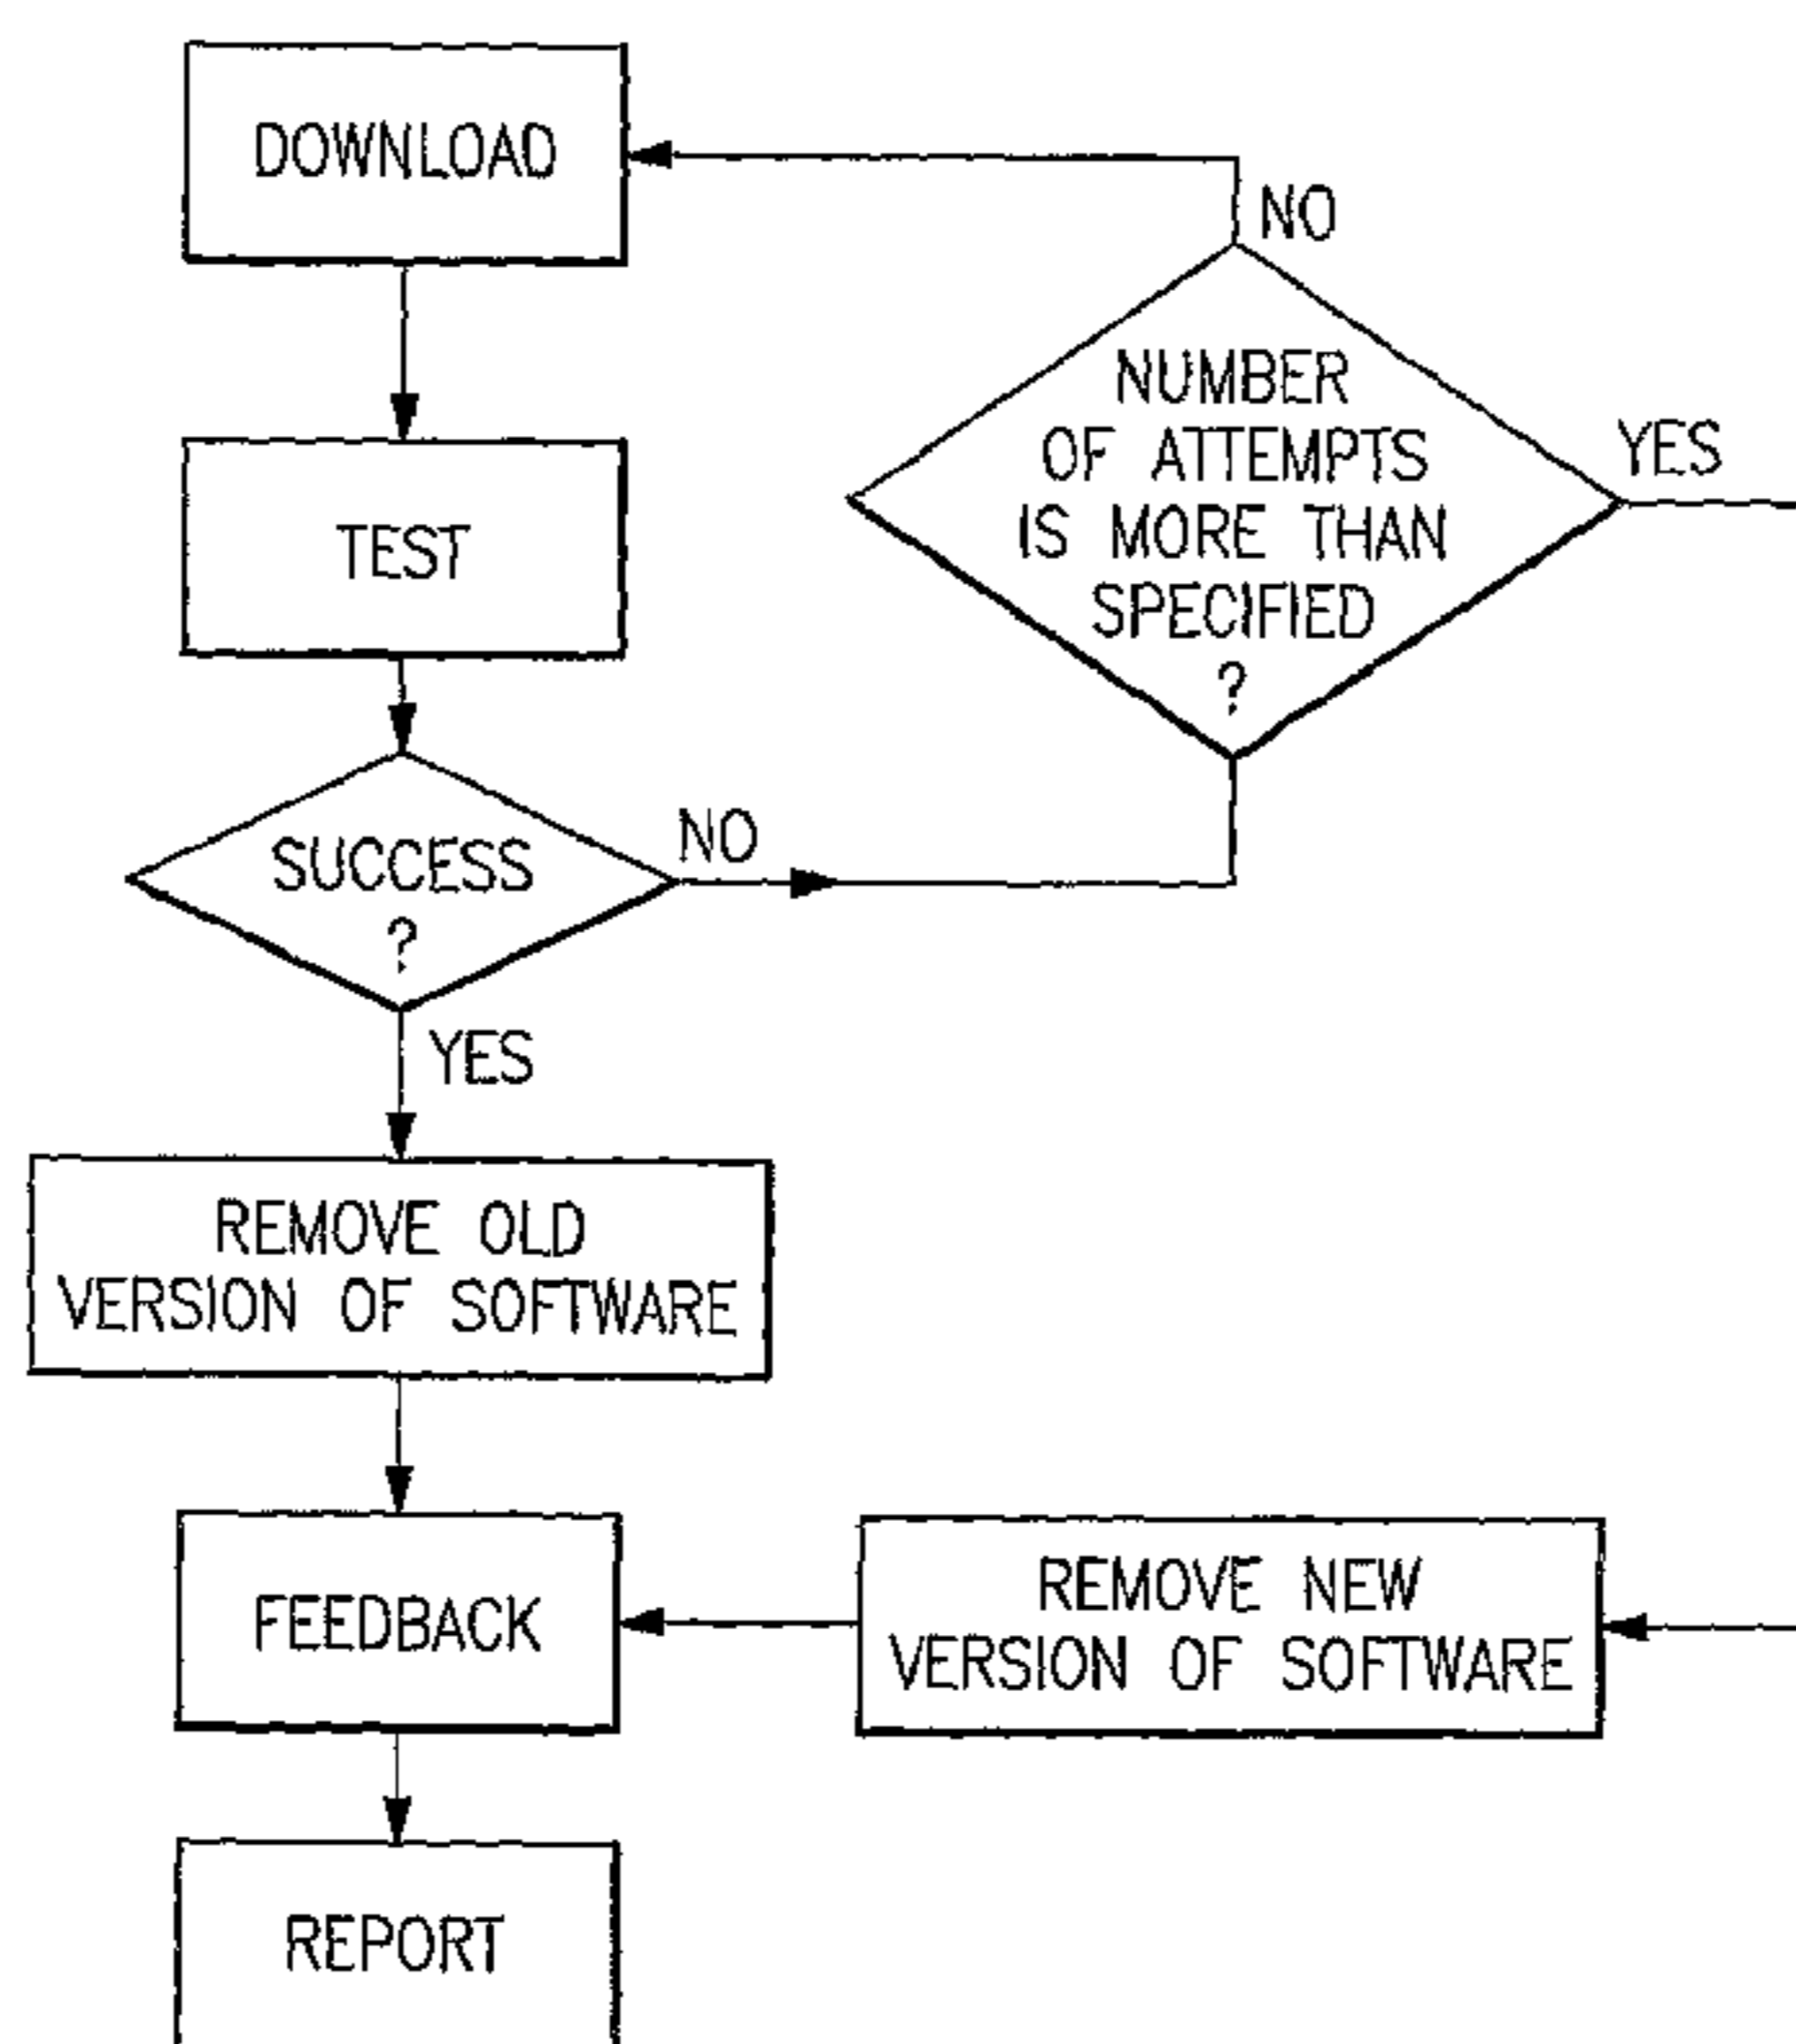 DOWNLOAD
NO
NUMBER
OF ATTEMPTS
IS MORE THAN
SPECIFIED
?
YES
TEST
SUCCESS
?
NO
YES
REMOVE OLD
VERSION OF SOFTWARE
FEEDBACK
REMOVE NEW
VERSION OF SOFTWARE
REPORT